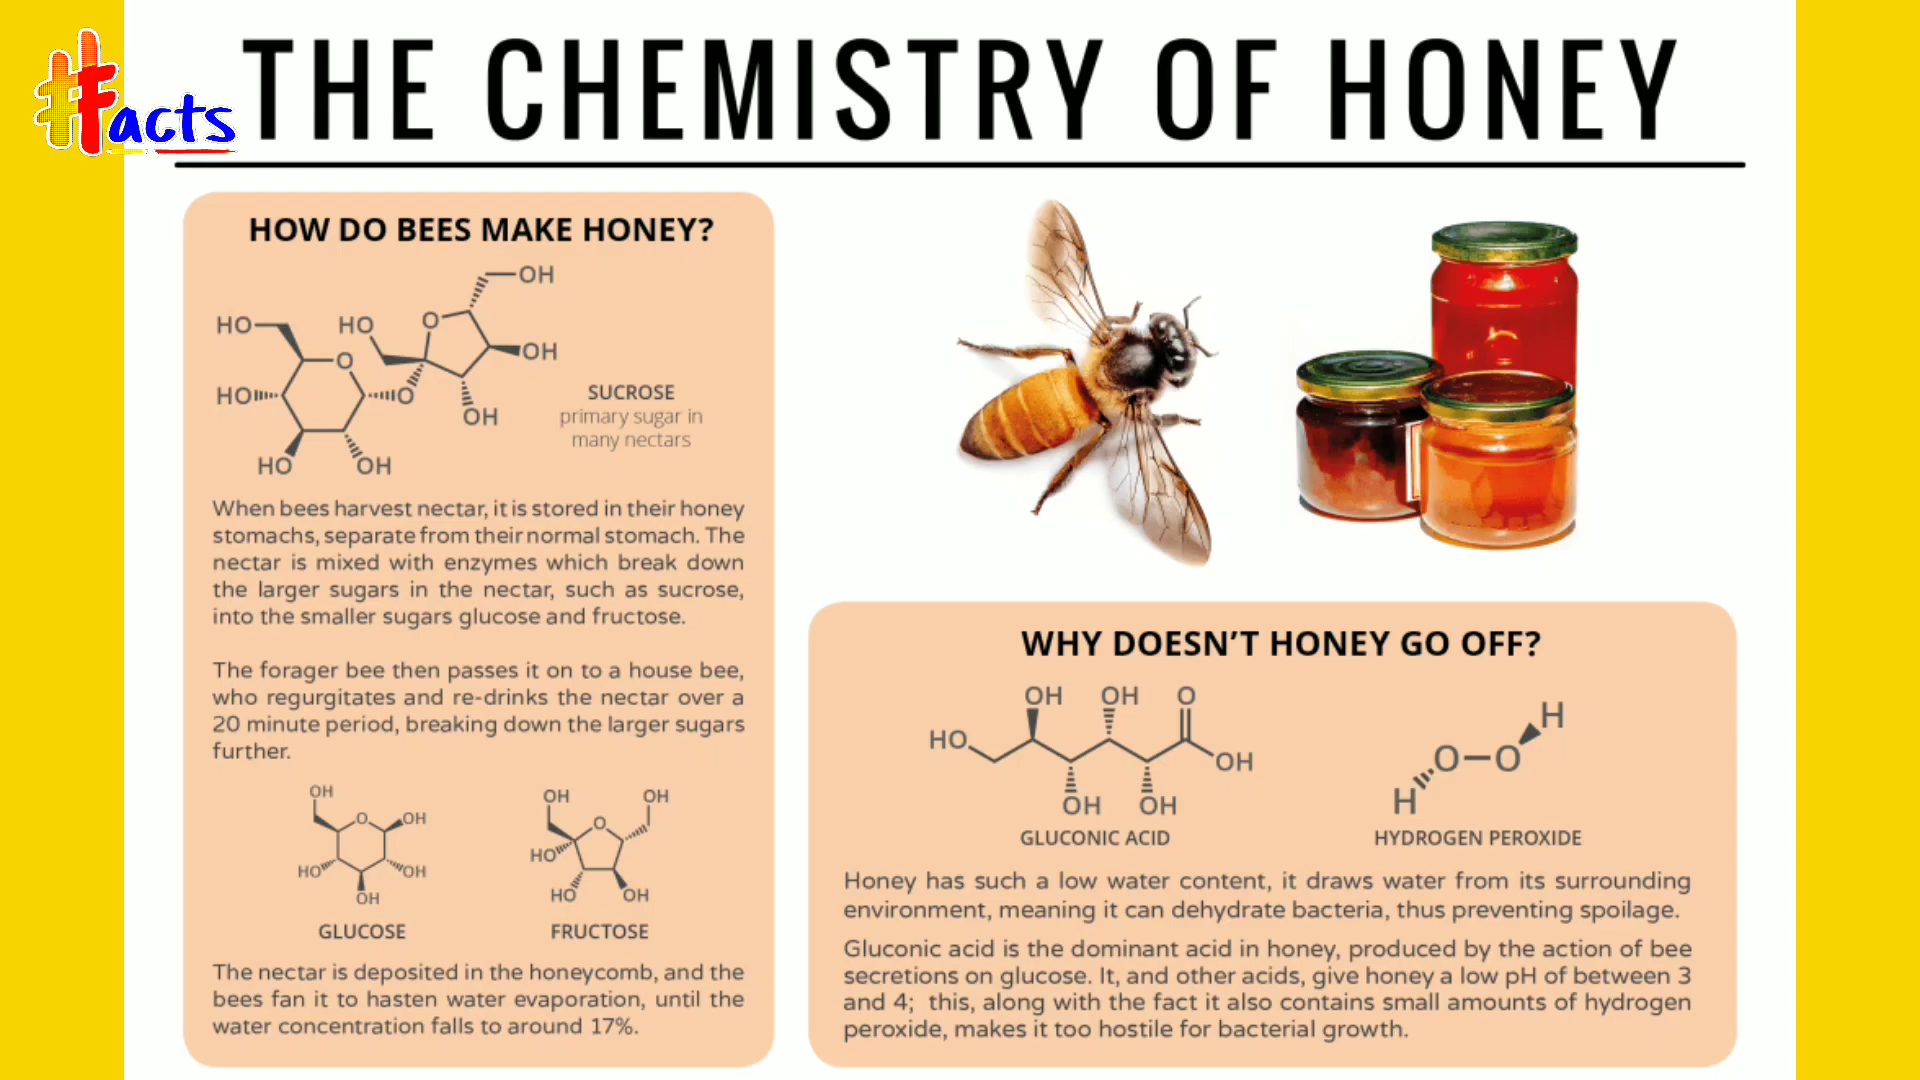 #Facts
THE CHEMISTRY OF HONEY
HOW DO BEES MAKE HONEY?
OH
HO
HO
O
OH
O
HO
O
OH
HO
OH
SUCROSE
primary sugar in
many nectars
When bees harvest nectar, it is stored in their honey
stomachs, separate from their normal stomach. The
nectar is mixed with enzymes which break down
the larger sugars in the nectar, such as sucrose,
into the smaller sugars glucose and fructose.
The forager bee then passes it on to a house bee,
who regurgitates and re-drinks the nectar over a
20 minute period, breaking down the larger sugars
further.
OH
O
OH
HO
OH
OH
GLUCOSE
OH
OH
O
HO
HO
OH
FRUCTOSE
The nectar is deposited in the honeycomb, and the
bees fan it to hasten water evaporation, until the
water concentration falls to around 17%.
WHY DOESN'T HONEY GO OFF?
OH OH O
HO
OH
OH OH
GLUCONIC ACID
H
O–O
H
HYDROGEN PEROXIDE
Honey has such a low water content, it draws water from its surrounding
environment, meaning it can dehydrate bacteria, thus preventing spoilage.
Gluconic acid is the dominant acid in honey, produced by the action of bee
secretions on glucose. It, and other acids, give honey a low pH of between 3
and 4; this, along with the fact it also contains small amounts of hydrogen
peroxide, makes it too hostile for bacterial growth.